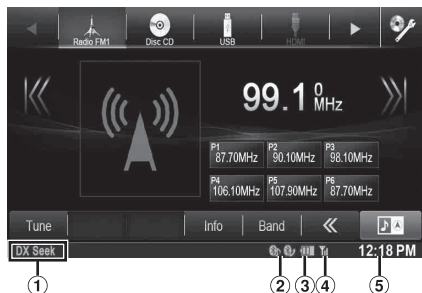 Radio FM1 Disc CD USB HDMI
99.10 MHz
P1 P2 P3
87.70MHz 90.10MHz 98.10MHz
P4 P5 P6
106.10MHz 107.90MHz 87.70MHz
Tune Info Band
DX Seek 12:18 PM
1 2 3 4 5